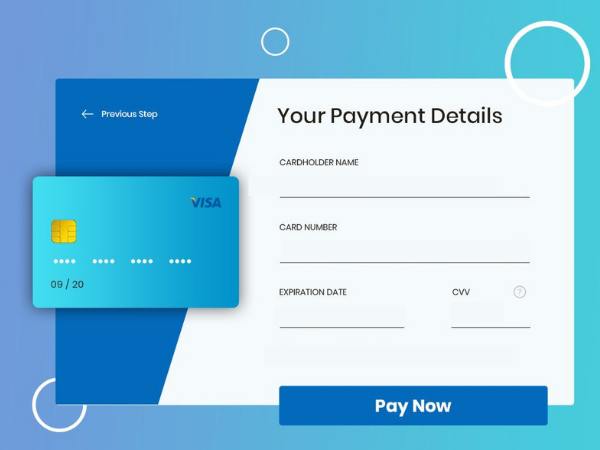 ← Previous Step
Your Payment Details
CARDHOLDER NAME
VISA
CARD NUMBER
•••• •••• •••• ••••
09 / 20
EXPIRATION DATE
CVV ?
Pay Now